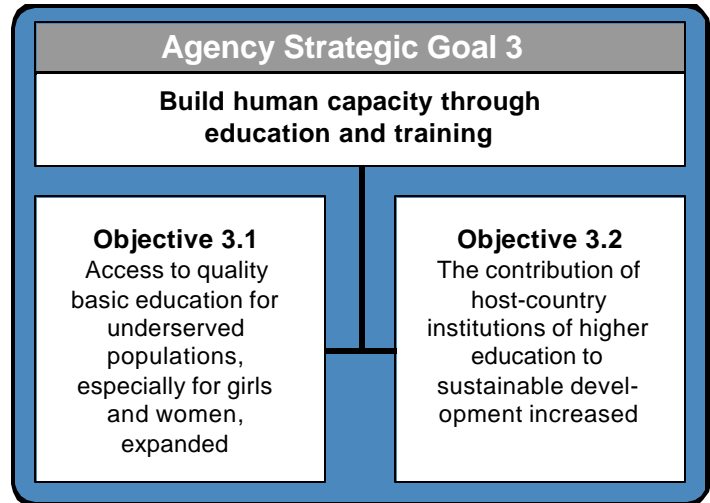 Agency Strategic Goal 3
Build human capacity through
education and training
Objective 3.1
Access to quality
basic education for
underserved
populations,
especially for girls
and women,
expanded
Objective 3.2
The contribution of
host-country
institutions of higher
education to
sustainable devel-
opment increased